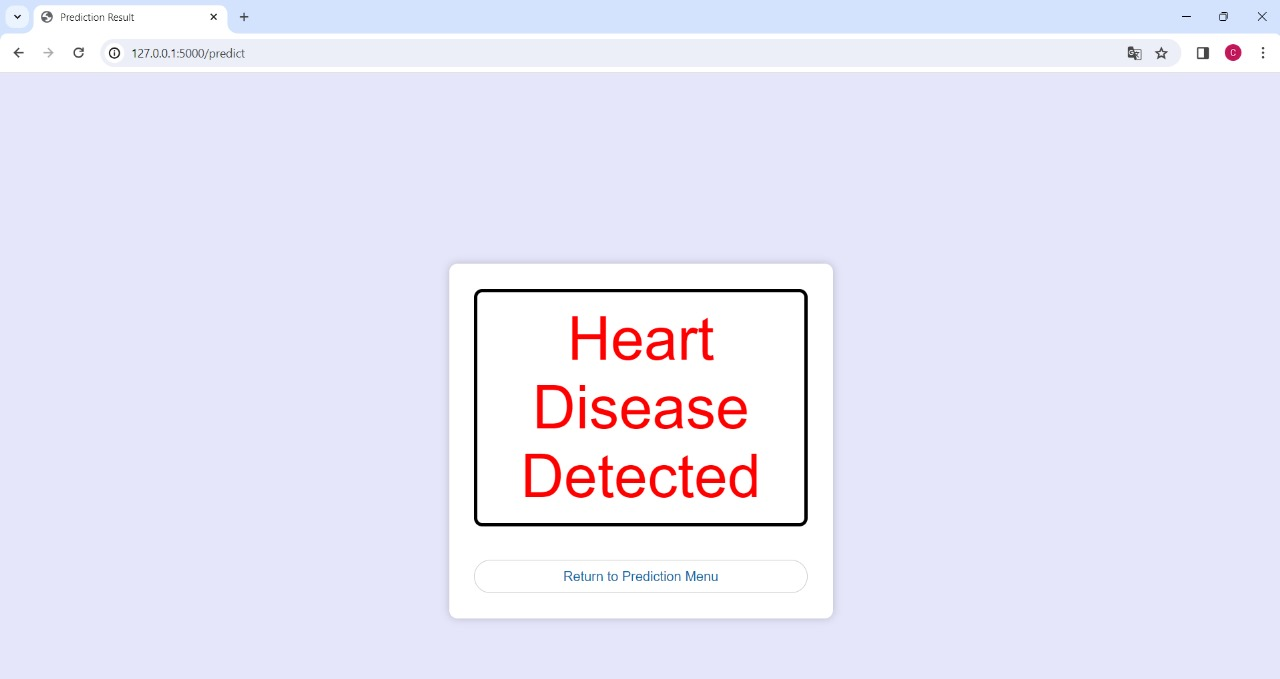 Prediction Result
127.0.0.1:5000/predict
C
Heart
Disease
Detected
Return to Prediction Menu